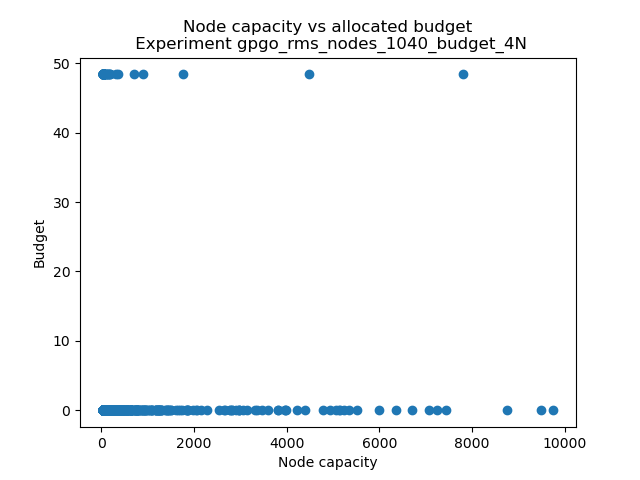 Node capacity vs allocated budget
Experiment gpgo_rms_nodes_1040_budget_4N
50
40
30
20
10
0
Budget
0 2000 4000 6000 8000 10000
Node capacity